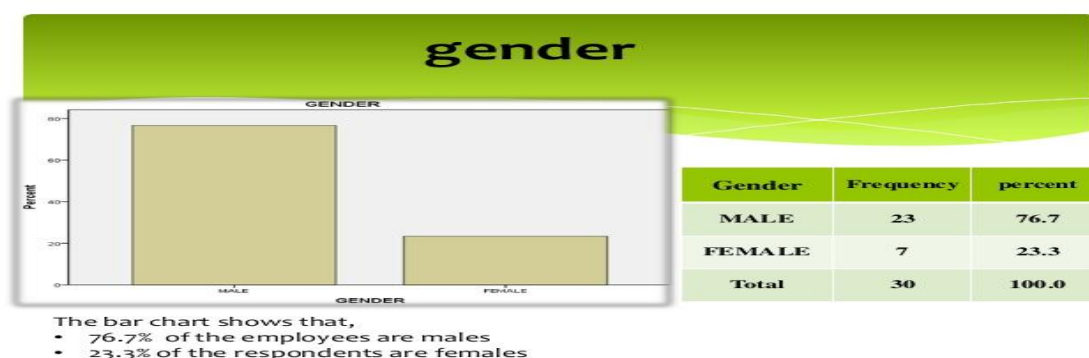 gender
GENDER
80
60
40
20
0
Percent
MALE FEMALE
GENDER
Gender Frequency percent
MALE 23 76.7
FEMALE 7 23.3
Total 30 100.0
The bar chart shows that,
• 76.7% of the employees are males
• 23.3% of the respondents are females